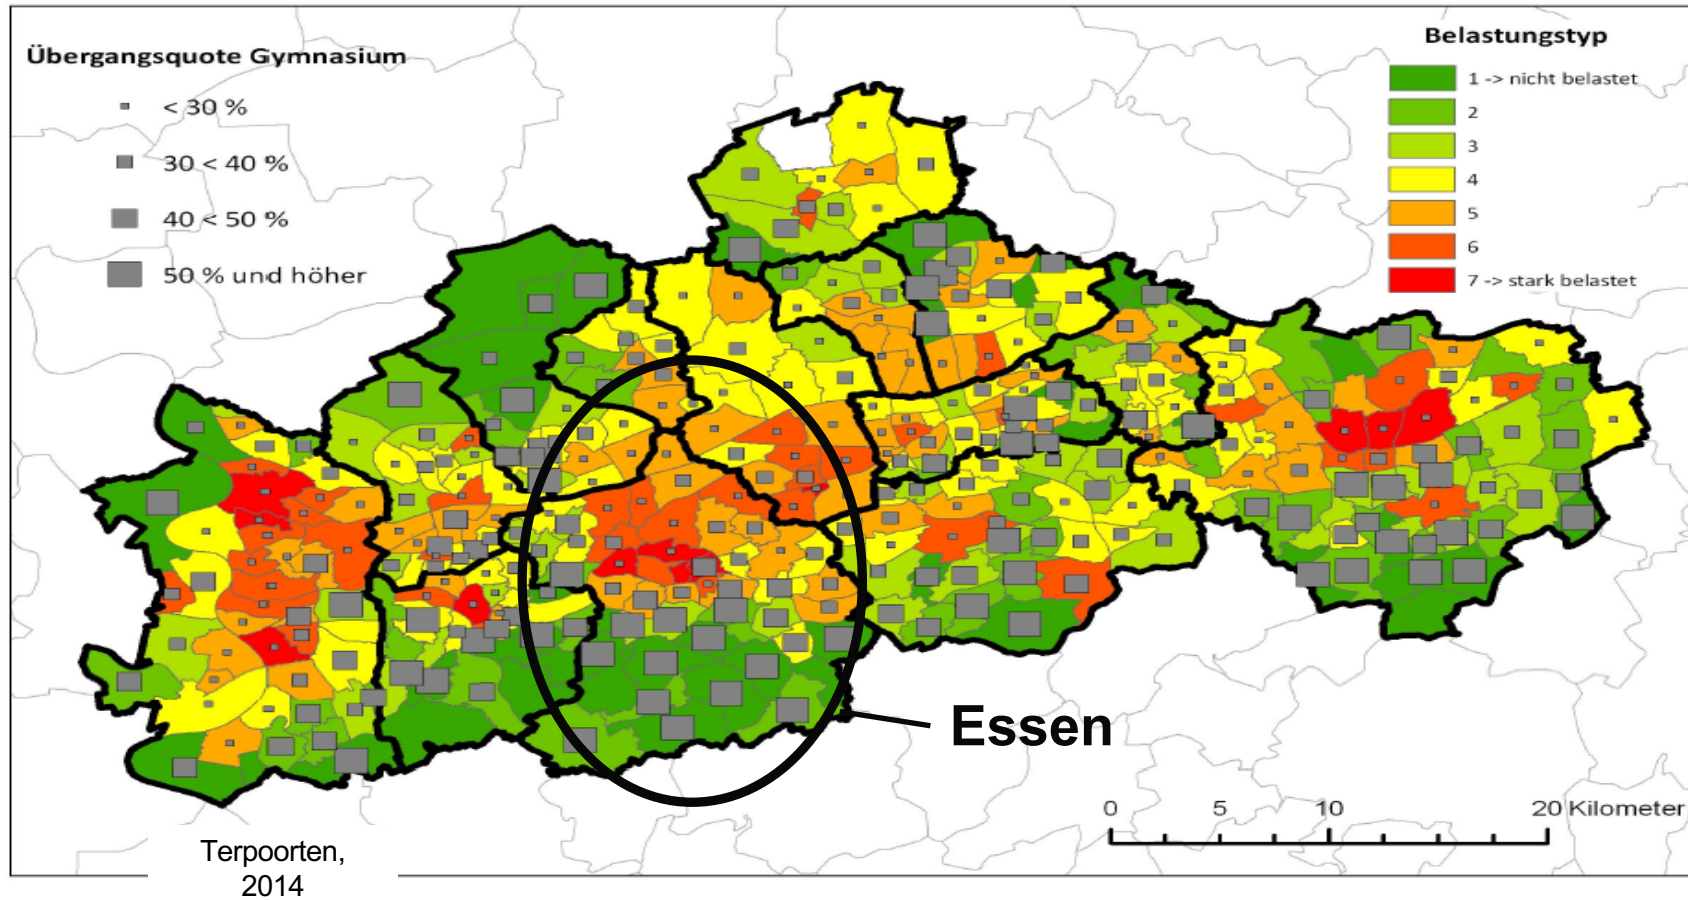 Übergangsquote Gymnasium
< 30 %
30 < 40 %
40 < 50 %
50 % und höher
Belastungstyp
1 -> nicht belastet
2
3
4
5
6
7 -> stark belastet
Essen
0 5 10 20 Kilometer
Terpoorten,
2014